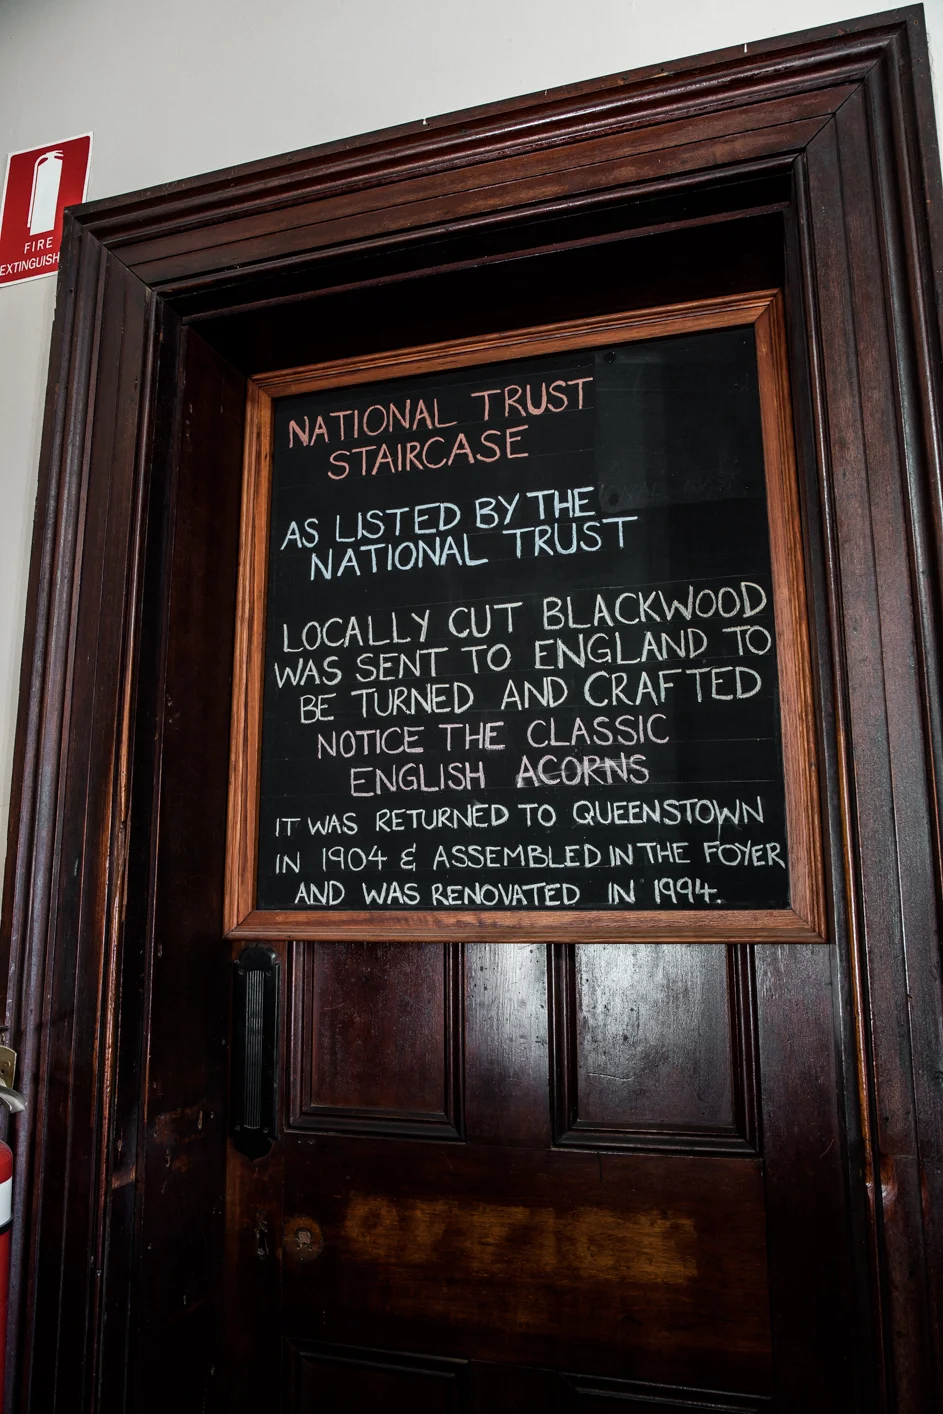 FIRE
EXTINGUISH
NATIONAL TRUST
STAIRCASE
AS LISTED BY THE
NATIONAL TRUST
LOCALLY CUT BLACKWOOD
WAS SENT TO ENGLAND TO
BE TURNED AND CRAFTED
NOTICE THE CLASSIC
ENGLISH ACORNS
IT WAS RETURNED TO QUEENSTOWN
IN 1904 & ASSEMBLED IN THE FOYER
AND WAS RENOVATED IN 1994.